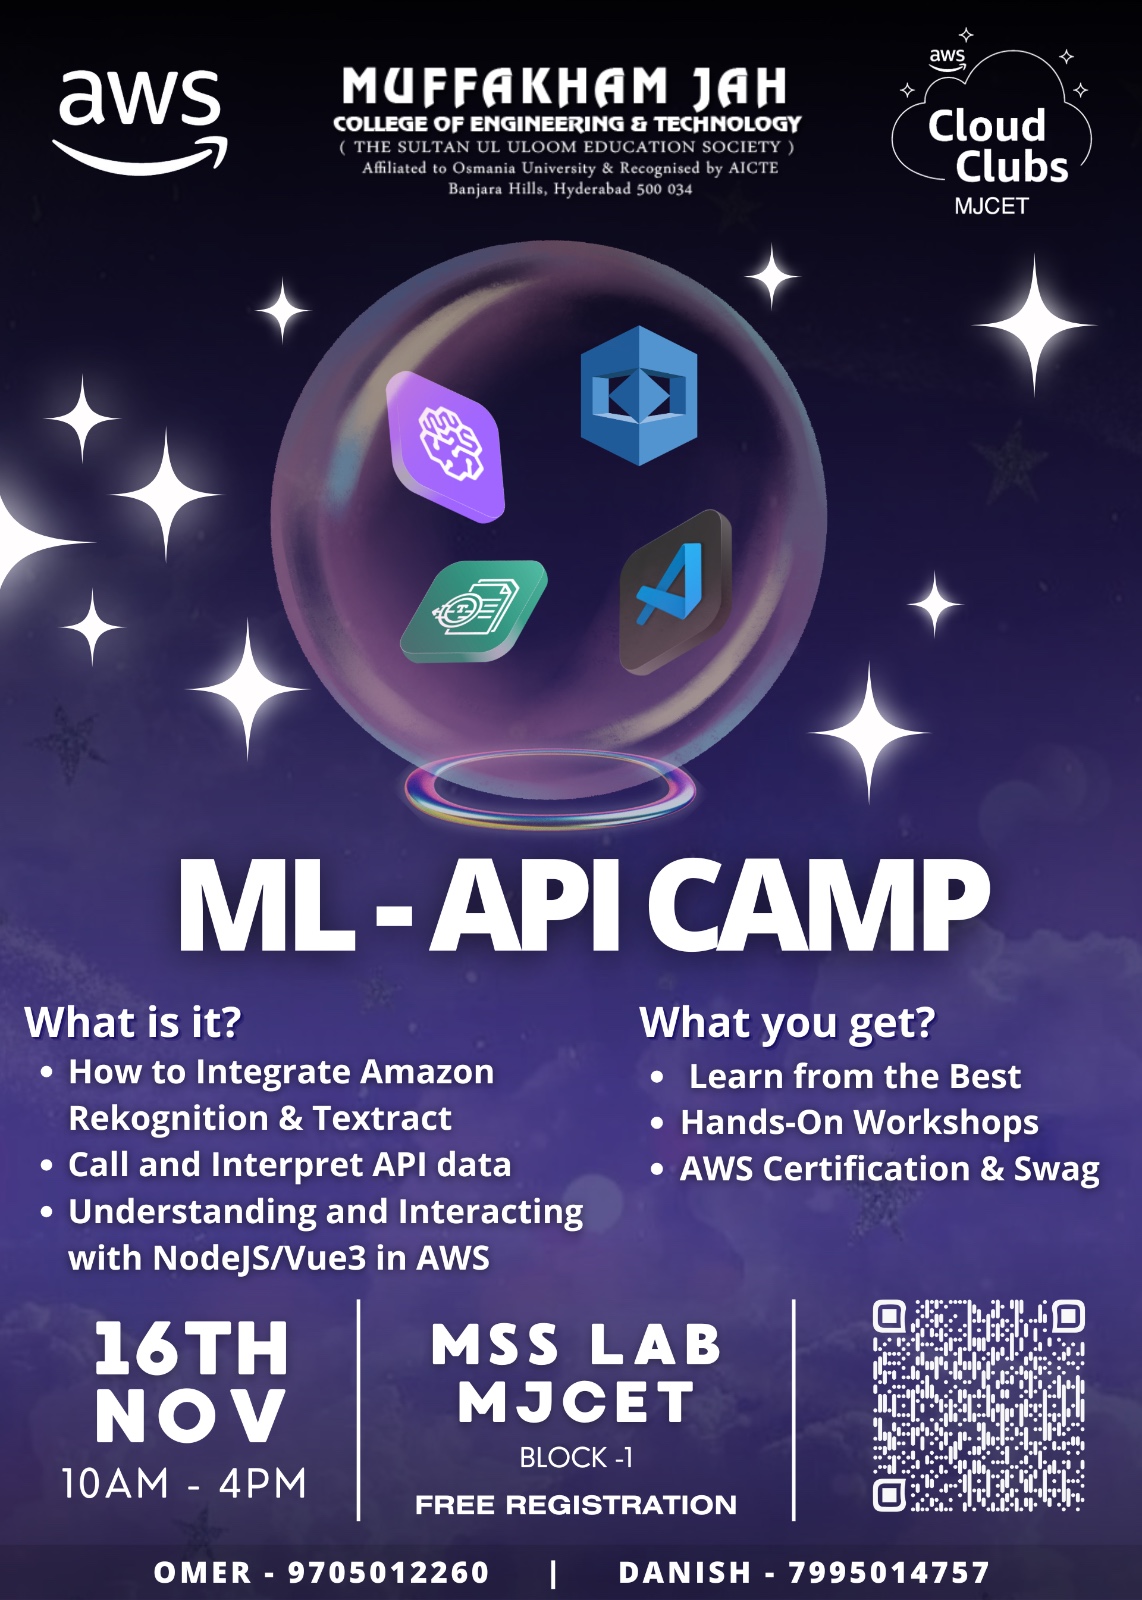 aws
MUFFAKHAM JAH
COLLEGE OF ENGINEERING & TECHNOLOGY
( THE SULTAN UL ULOOM EDUCATION SOCIETY )
Affiliated to Osmania University & Recognised by AICTE
Banjara Hills, Hyderabad 500 034
aws
Cloud
Clubs
MJCET
ML - API CAMP
What is it?
• How to Integrate Amazon
Rekognition & Textract
• Call and Interpret API data
• Understanding and Interacting
with NodeJS/Vue3 in AWS
What you get?
• Learn from the Best
• Hands-On Workshops
• AWS Certification & Swag
16TH
NOV
10AM - 4PM
MSS LAB
MJCET
BLOCK -1
FREE REGISTRATION
OMER - 9705012260 | DANISH - 7995014757